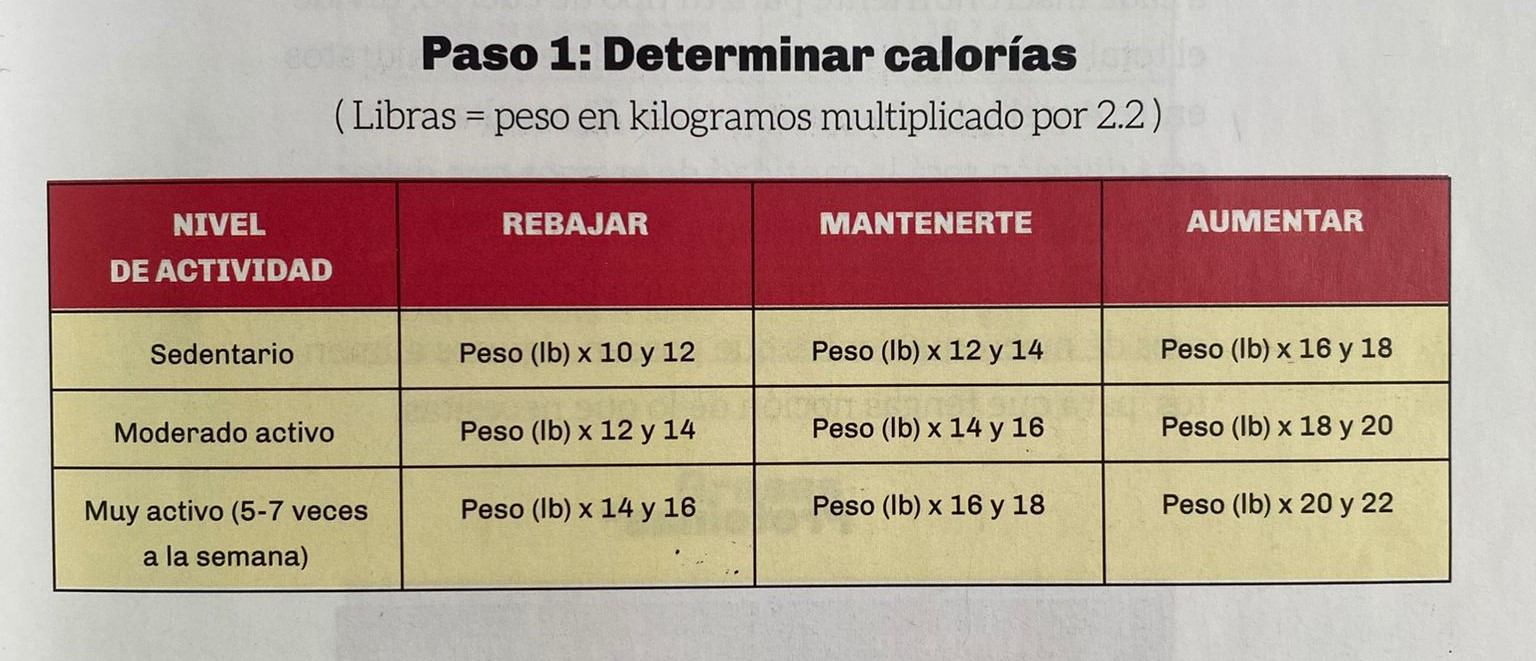 Paso 1: Determinar calorías
( Libras = peso en kilogramos multiplicado por 2.2 )
NIVEL
DE ACTIVIDAD
REBAJAR
MANTENERTE
AUMENTAR
Sedentario
Peso (lb) x 10 y 12
Peso (lb) x 12 y 14
Peso (lb) x 16 y 18
Moderado activo
Peso (lb) x 12 y 14
Peso (lb) x 14 y 16
Peso (lb) x 18 y 20
Muy activo (5-7 veces
a la semana)
Peso (lb) x 14 y 16
Peso (lb) x 16 y 18
Peso (lb) x 20 y 22